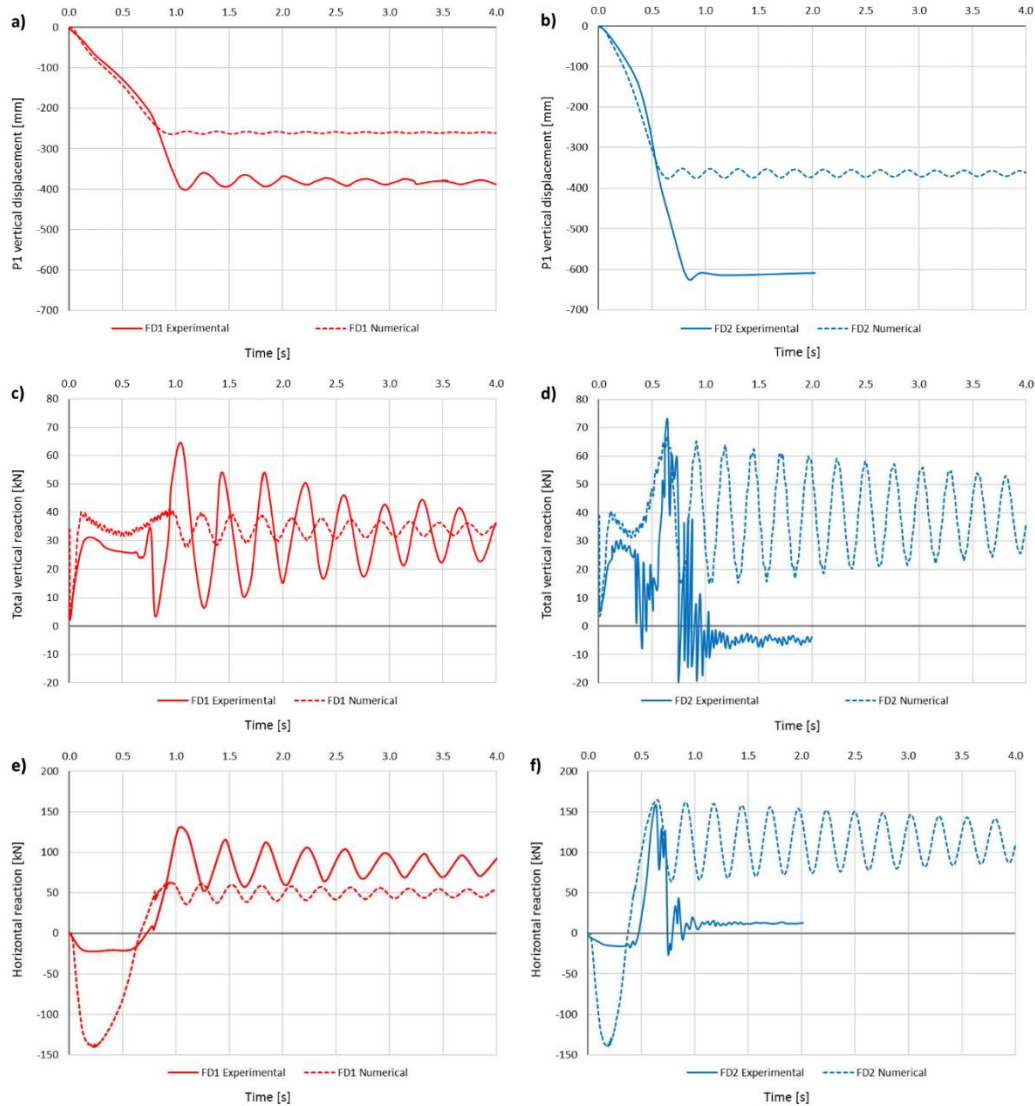 a)
0.0 0.5 1.0 1.5 2.0 2.5 3.0 3.5 4.0
0
-100
-200
-300
-400
-500
-600
-700
P1 vertical displacement [mm]
FD1 Experimental FD1 Numerical
Time [s]
b)
0.0 0.5 1.0 1.5 2.0 2.5 3.0 3.5 4.0
0
-100
-200
-300
-400
-500
-600
-700
P1 vertical displacement [mm]
FD2 Experimental FD2 Numerical
Time [s]
c)
0.0 0.5 1.0 1.5 2.0 2.5 3.0 3.5 4.0
80
70
60
50
40
30
20
10
0
-10
-20
Total vertical reaction [kN]
FD1 Experimental FD1 Numerical
Time [s]
d)
0.0 0.5 1.0 1.5 2.0 2.5 3.0 3.5 4.0
80
70
60
50
40
30
20
10
0
-10
-20
Total vertical reaction [kN]
FD2 Experimental FD2 Numerical
Time [s]
e)
0.0 0.5 1.0 1.5 2.0 2.5 3.0 3.5 4.0
200
150
100
50
0
-50
-100
-150
Horizontal reaction [kN]
FD1 Experimental FD1 Numerical
Time [s]
f)
0.0 0.5 1.0 1.5 2.0 2.5 3.0 3.5 4.0
200
150
100
50
0
-50
-100
-150
Horizontal reaction [kN]
FD2 Experimental FD2 Numerical
Time [s]